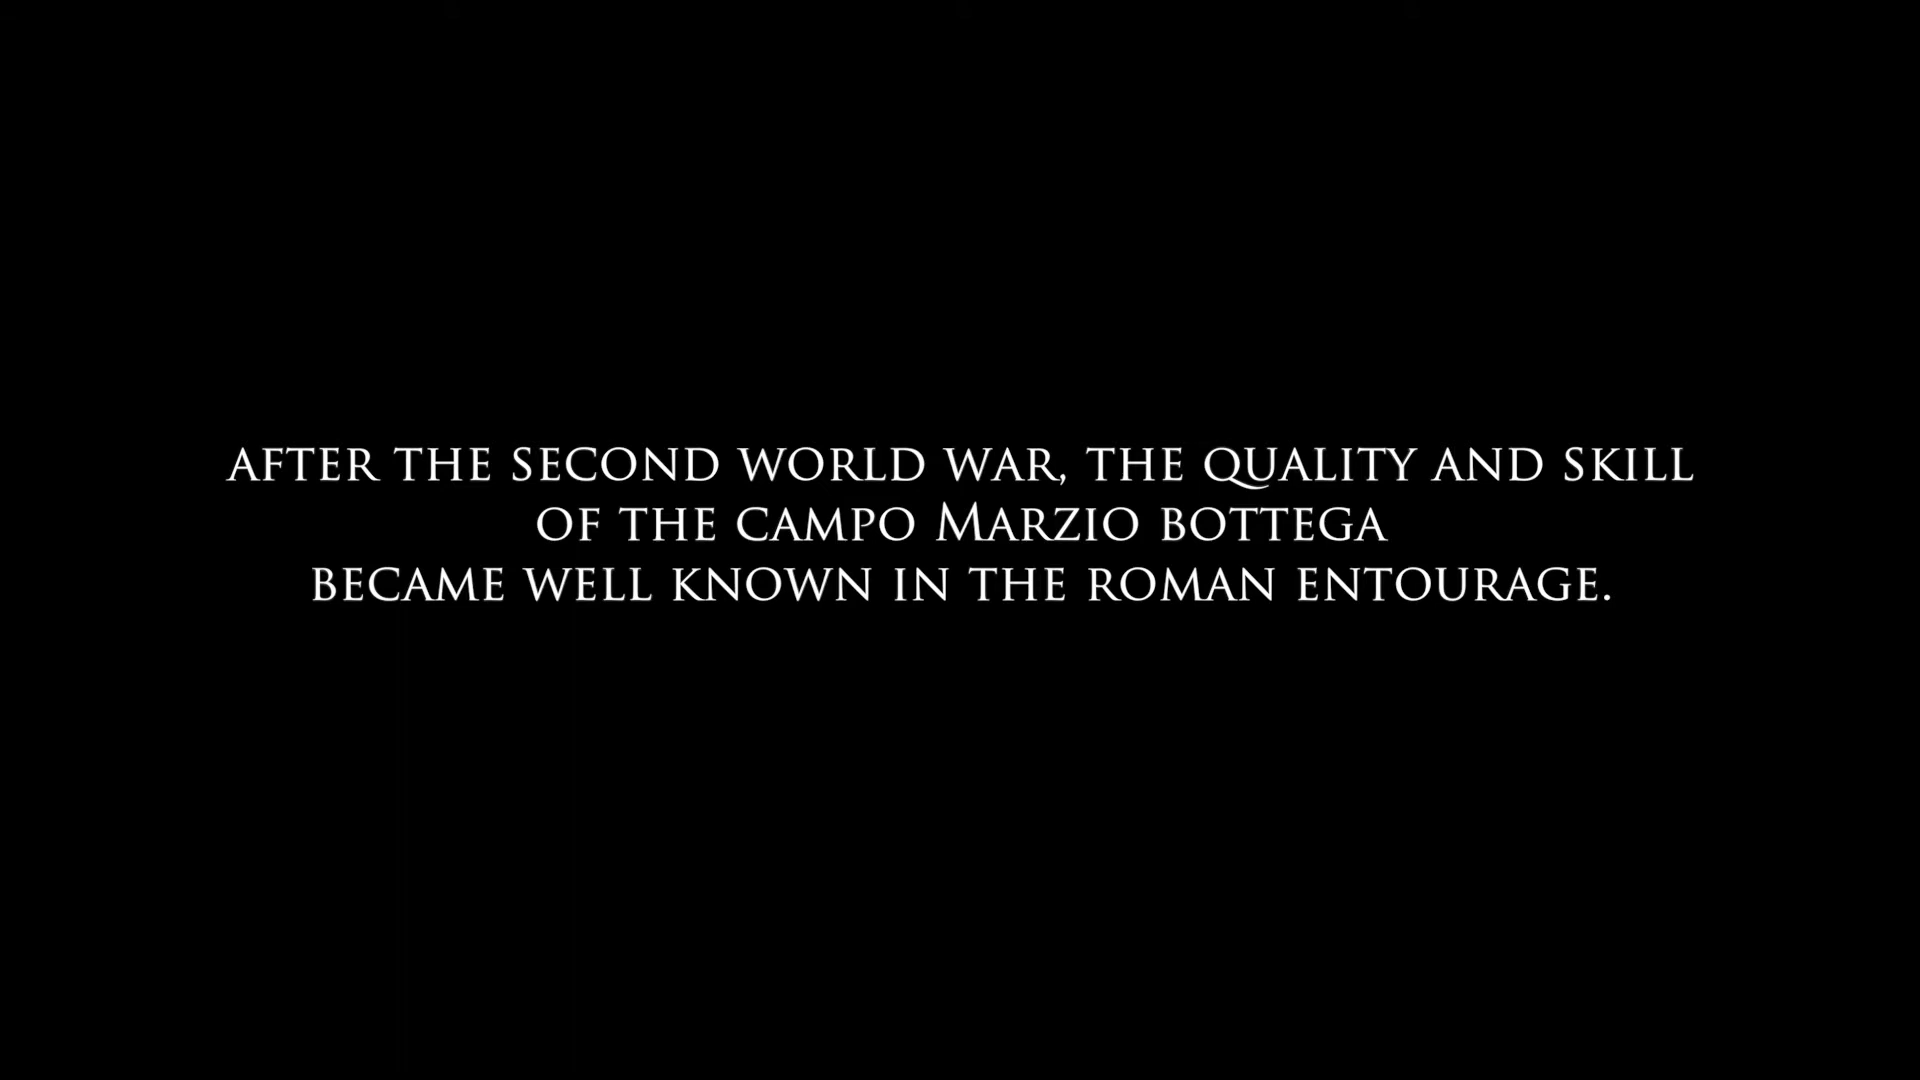 AFTER THE SECOND WORLD WAR, THE QUALITY AND SKILL
OF THE CAMPO MARZIO BOTTEGA
BECAME WELL KNOWN IN THE ROMAN ENTOURAGE.